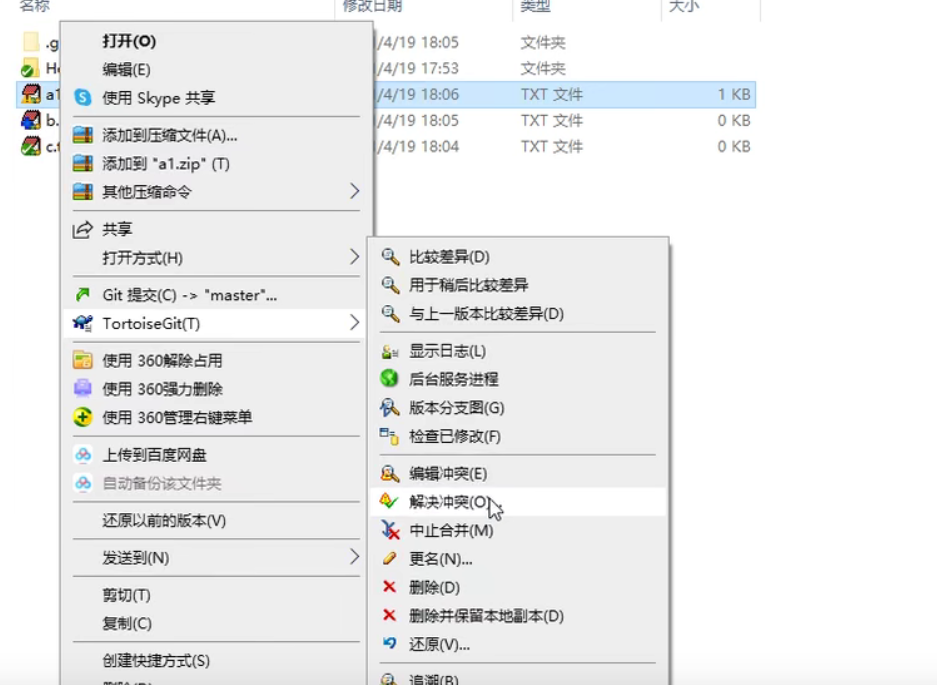 名称 修改日期 类型 大小
.g /4/19 18:05 文件夹
He /4/19 17:53 文件夹
a1 /4/19 18:06 TXT 文件 1 KB
b. /4/19 18:05 TXT 文件 0 KB
c.t /4/19 18:04 TXT 文件 0 KB
打开(O)
编辑(E)
使用 Skype 共享
添加到压缩文件(A)...
添加到 "a1.zip" (T)
其他压缩命令
共享
打开方式(H)
Git 提交(C) -> "master"...
TortoiseGit(T)
使用 360解除占用
使用 360强力删除
使用 360管理右键菜单
上传到百度网盘
自动备份该文件夹
还原以前的版本(V)
发送到(N)
剪切(T)
复制(C)
创建快捷方式(S)
比较差异(D)
用于稍后比较差异
与上一版本比较差异(D)
显示日志(L)
后台服务进程
版本分支图(G)
检查已修改(F)
编辑冲突(E)
解决冲突(O)
中止合并(M)
更名(N)...
删除(D)
删除并保留本地副本(D)
还原(V)...
追溯(B)